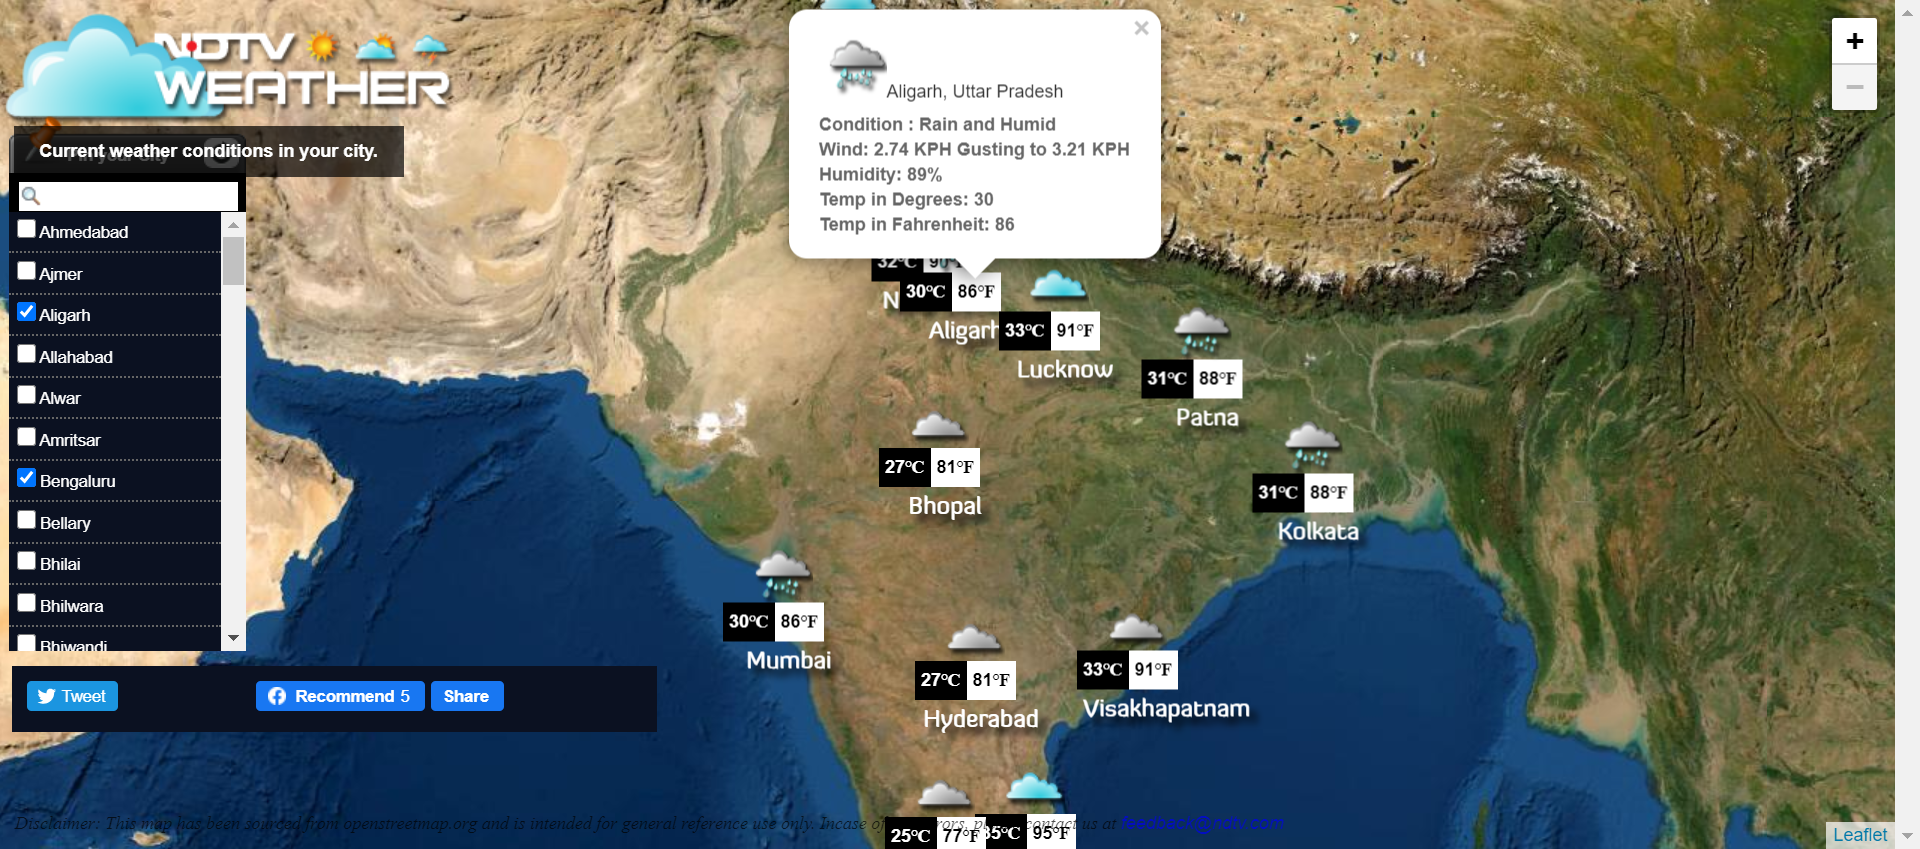 NDTV
WEATHER
Current weather conditions in your city.
Ahmedabad
Ajmer
Aligarh
Allahabad
Alwar
Amritsar
Bengaluru
Bellary
Bhilai
Bhilwara
Bhiwandi
Tweet
Recommend 5
Share
×
Aligarh, Uttar Pradesh
Condition : Rain and Humid
Wind: 2.74 KPH Gusting to 3.21 KPH
Humidity: 89%
Temp in Degrees: 30
Temp in Fahrenheit: 86
+
−
32°C 90°F
N
30°C 86°F
Aligarh
33°C 91°F
Lucknow
31°C 88°F
Patna
27°C 81°F
Bhopal
31°C 88°F
Kolkata
30°C 86°F
Mumbai
27°C 81°F
Hyderabad
33°C 91°F
Visakhapatnam
25°C 77°F
35°C 95°F
Disclaimer: This map has been sourced from openstreetmap.org and is intended for general reference use only. Incase of rors, contact us at feedback@ndtv.com
Leaflet